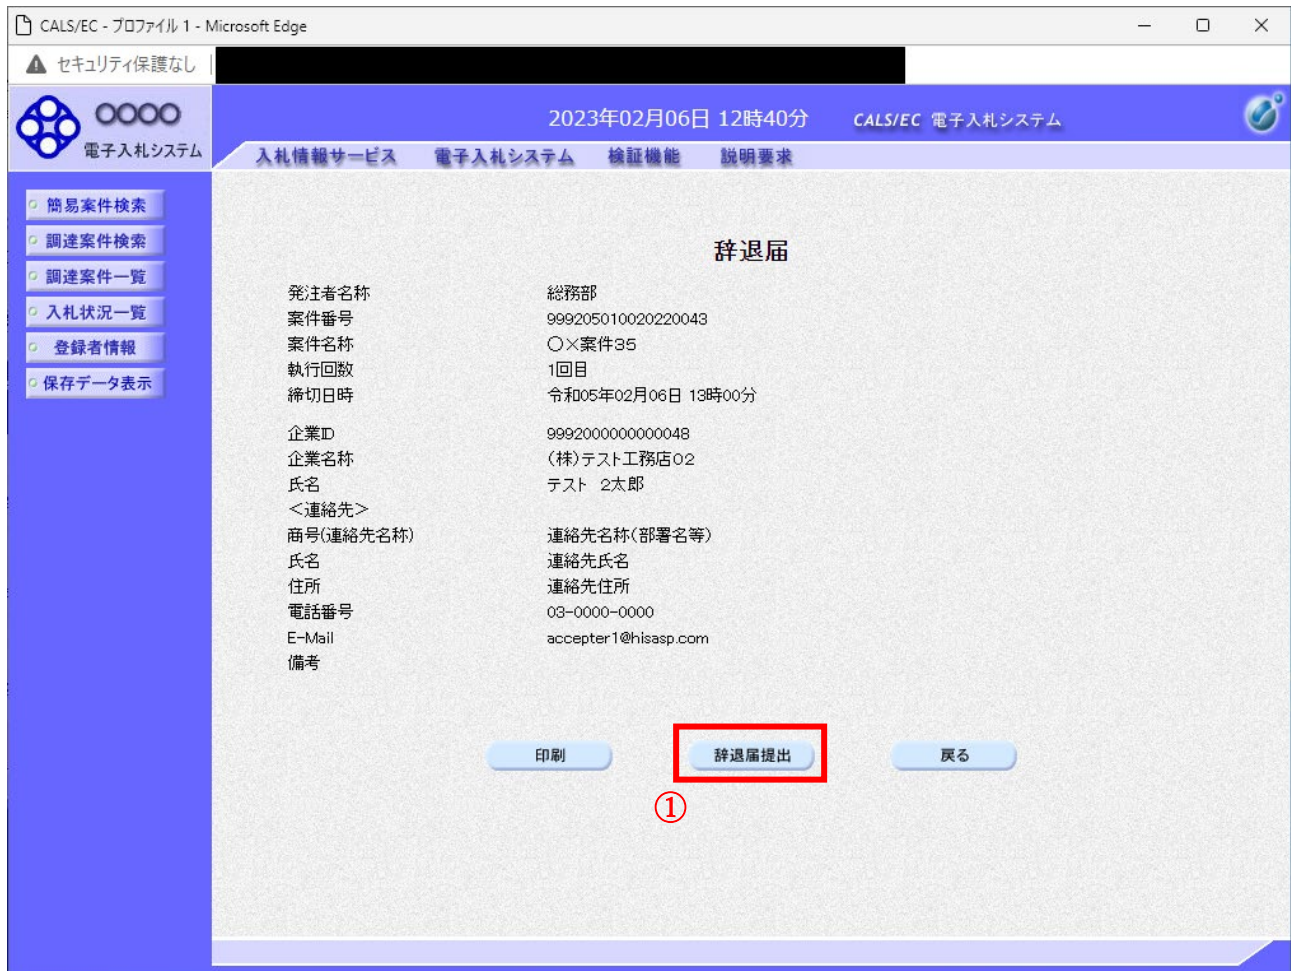 CALS/EC - プロファイル 1 - Microsoft Edge
セキュリティ保護なし
OOOO
電子入札システム
2023年02月06日 12時40分 CALS/EC 電子入札システム
入札情報サービス 電子入札システム 検証機能 説明要求
簡易案件検索
調達案件検索
調達案件一覧
入札状況一覧
登録者情報
保存データ表示
辞退届
発注者名称 総務部
案件番号 999205010020220043
案件名称 〇×案件35
執行回数 1回目
締切日時 令和05年02月06日 13時00分
企業ID 9992000000000048
企業名称 (株)テスト工務店02
氏名 テスト 2太郎
<連絡先>
商号(連絡先名称) 連絡先名称(部署名等)
氏名 連絡先氏名
住所 連絡先住所
電話番号 03-0000-0000
E-Mail accepter1@hisasp.com
備考
印刷 辞退届提出 戻る
①